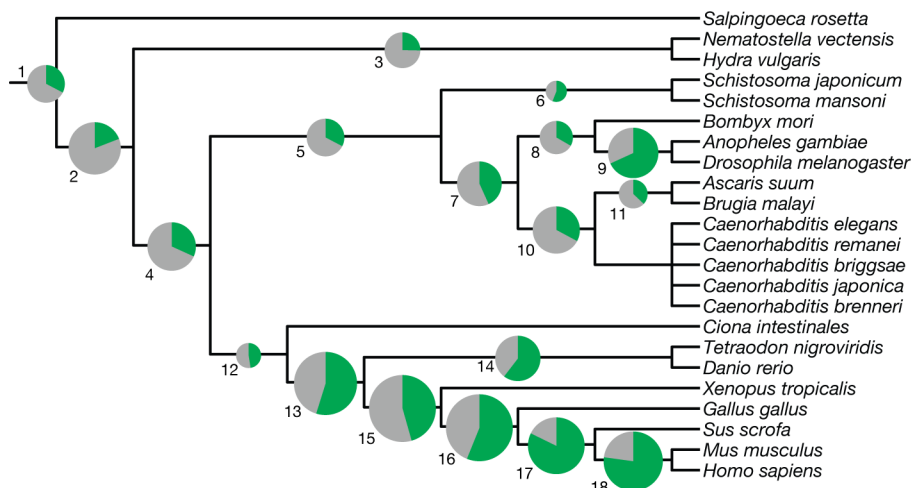 1
2
3
4
5
6
7
8
9
10
11
12
13
14
15
16
17
18
Salpingoeca rosetta
Nematostella vectensis
Hydra vulgaris
Schistosoma japonicum
Schistosoma mansoni
Bombyx mori
Anopheles gambiae
Drosophila melanogaster
Ascaris suum
Brugia malayi
Caenorhabditis elegans
Caenorhabditis remanei
Caenorhabditis briggsae
Caenorhabditis japonica
Caenorhabditis brenneri
Ciona intestinales
Tetraodon nigroviridis
Danio rerio
Xenopus tropicalis
Gallus gallus
Sus scrofa
Mus musculus
Homo sapiens